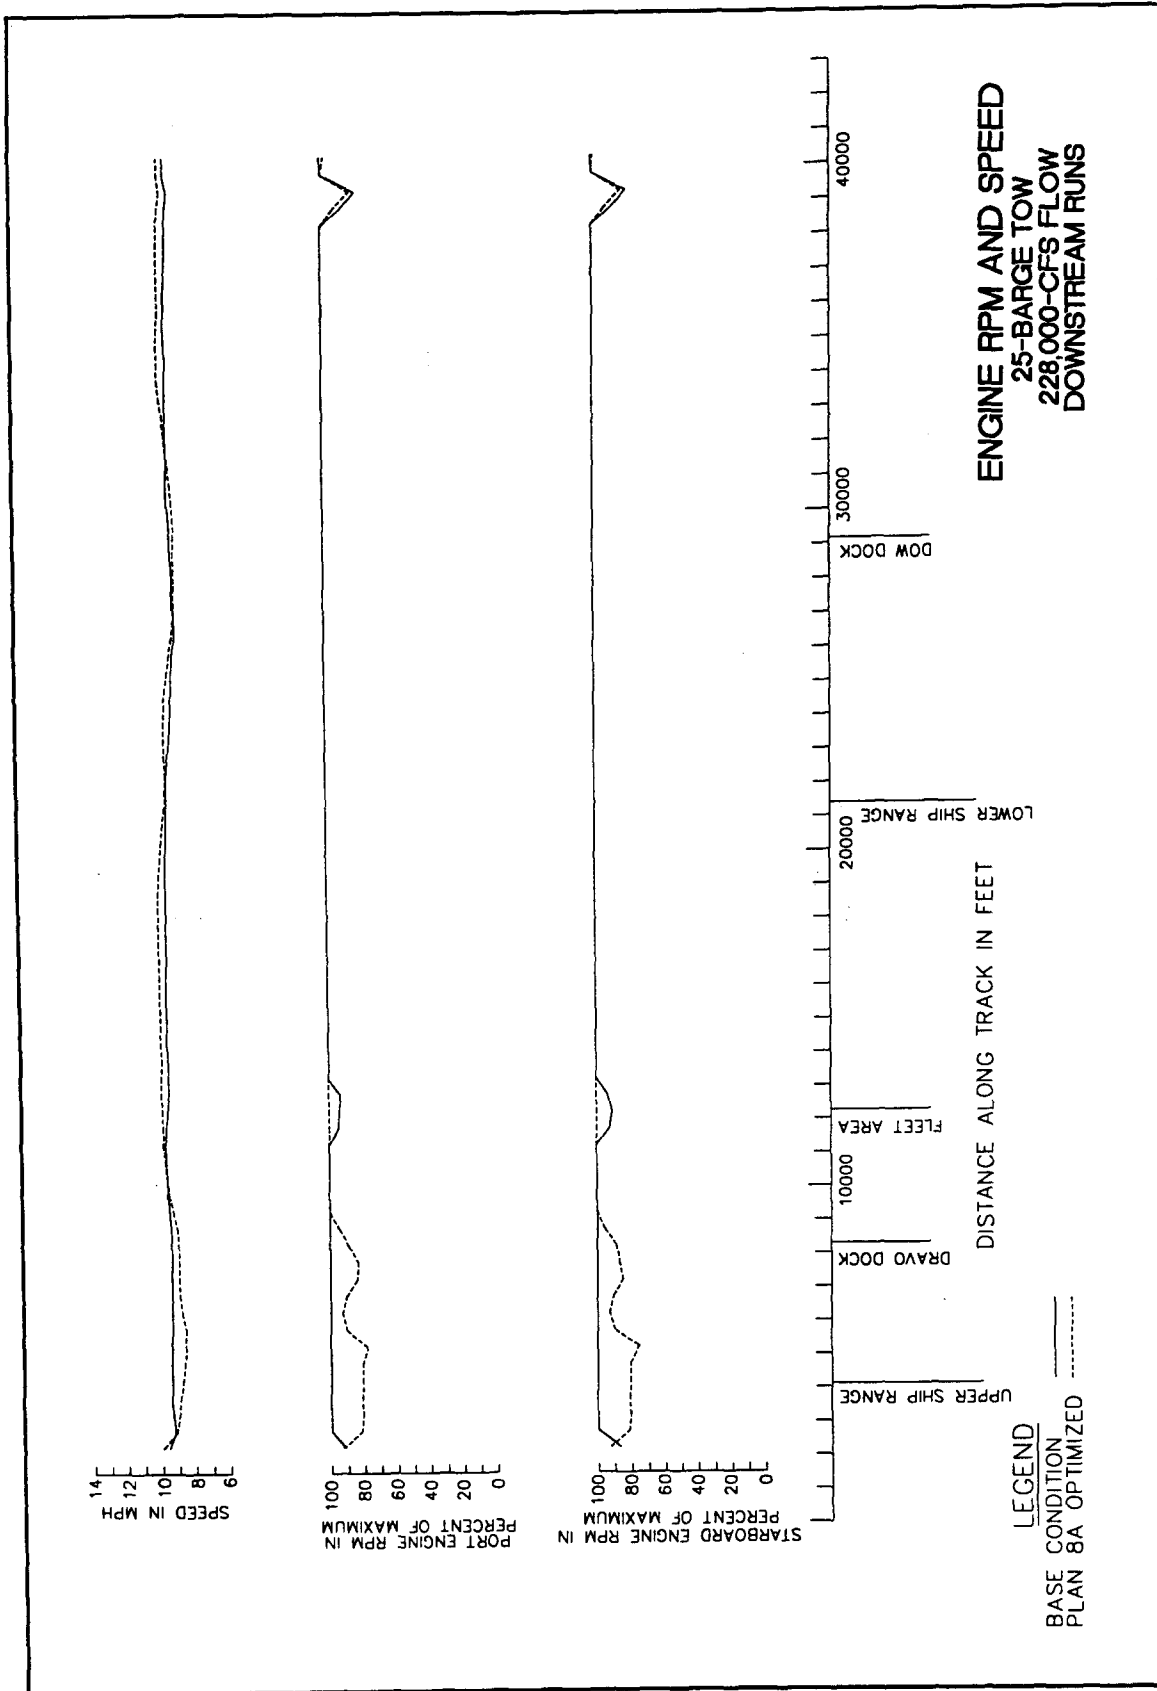 14
12
10
8
6
SPEED IN MPH
100
80
60
40
20
0
PORT ENGINE RPM IN
PERCENT OF MAXIMUM
100
80
60
40
20
0
STARBOARD ENGINE RPM IN
PERCENT OF MAXIMUM
10000
20000
30000
40000
UPPER SHIP RANGE
DRAVO DOCK
FLEET AREA
LOWER SHIP RANGE
DOW DOCK
DISTANCE ALONG TRACK IN FEET
LEGEND
BASE CONDITION
PLAN 8A OPTIMIZED
ENGINE RPM AND SPEED
25-BARGE TOW
228,000-CFS FLOW
DOWNSTREAM RUNS